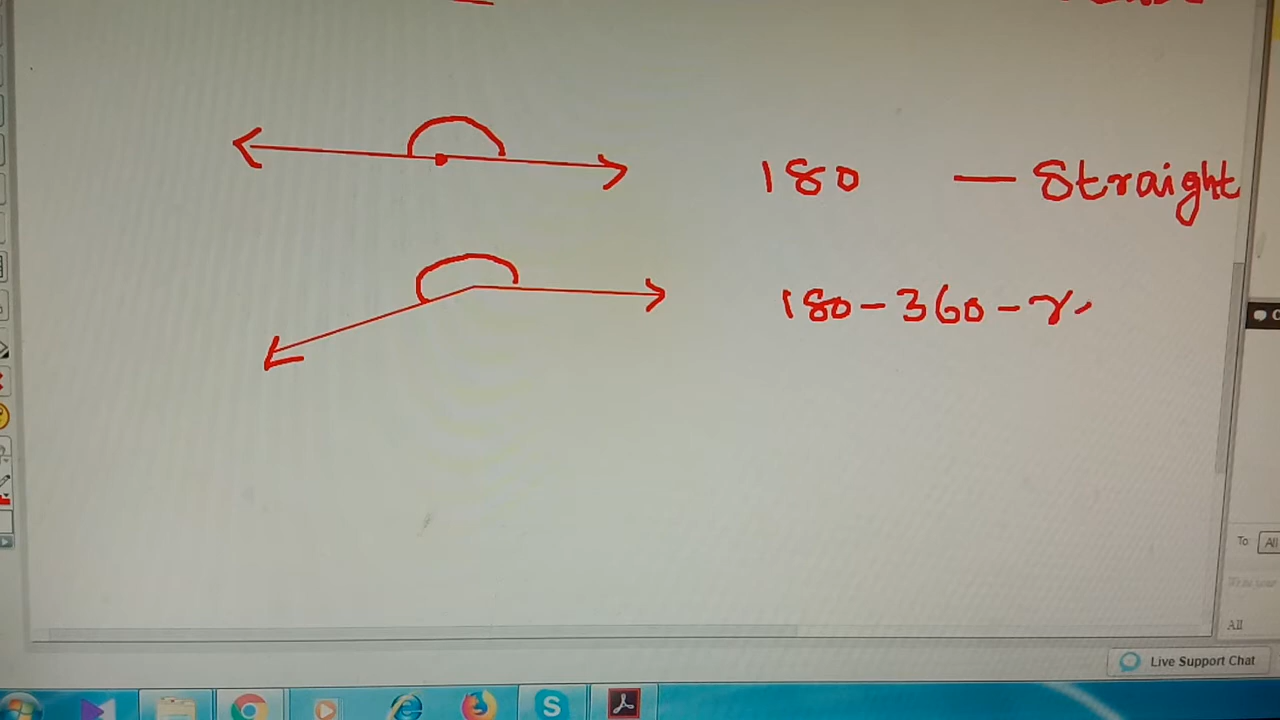 180 — Straight
180-360-r
To: All
All
Live Support Chat